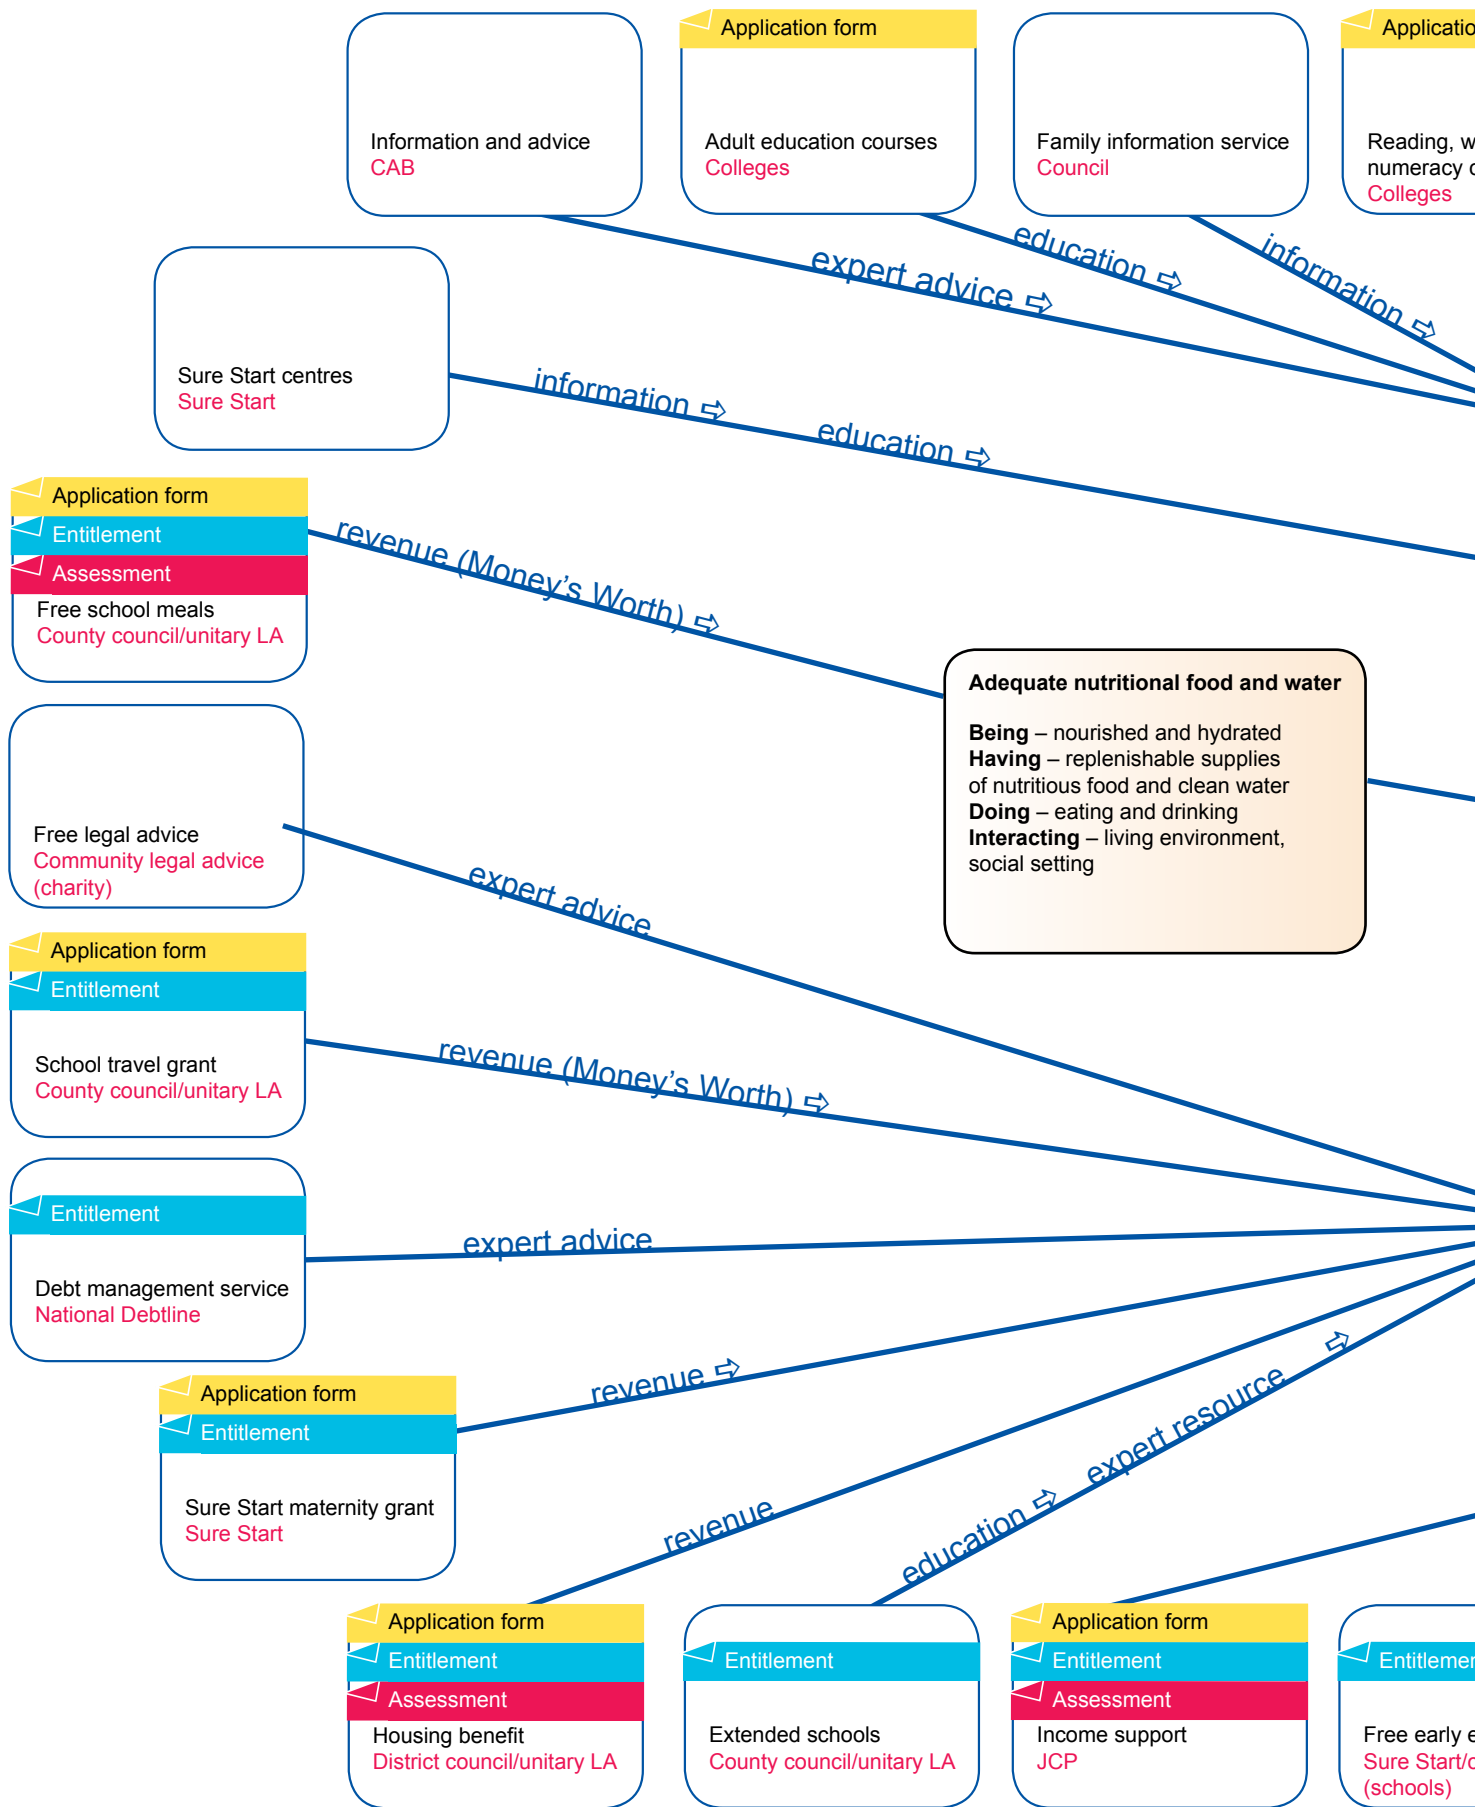 Application form
Information and advice
CAB
Adult education courses
Colleges
Family information service
Council
Reading,
numeracy
Colleges
expert advice ⇨
education ⇨
information ⇨
Sure Start centres
Sure Start
information ⇨
education ⇨
Application form
Entitlement
Assessment
Free school meals
County council/unitary LA
revenue (Money’s Worth) ⇨
Adequate nutritional food and water
Being – nourished and hydrated
Having – replenishable supplies
of nutritious food and clean water
Doing – eating and drinking
Interacting – living environment,
social setting
Free legal advice
Community legal advice
(charity)
expert advice
Application form
Entitlement
School travel grant
County council/unitary LA
revenue (Money’s Worth) ⇨
Entitlement
Debt management service
National Debtline
expert advice
Application form
Entitlement
Sure Start maternity grant
Sure Start
revenue ⇨
revenue
education ⇨
expert resource ⇨
Application form
Entitlement
Assessment
Housing benefit
District council/unitary LA
Entitlement
Extended schools
County council/unitary LA
Application form
Entitlement
Assessment
Income support
JCP
Free early
Sure Start/
(schools)